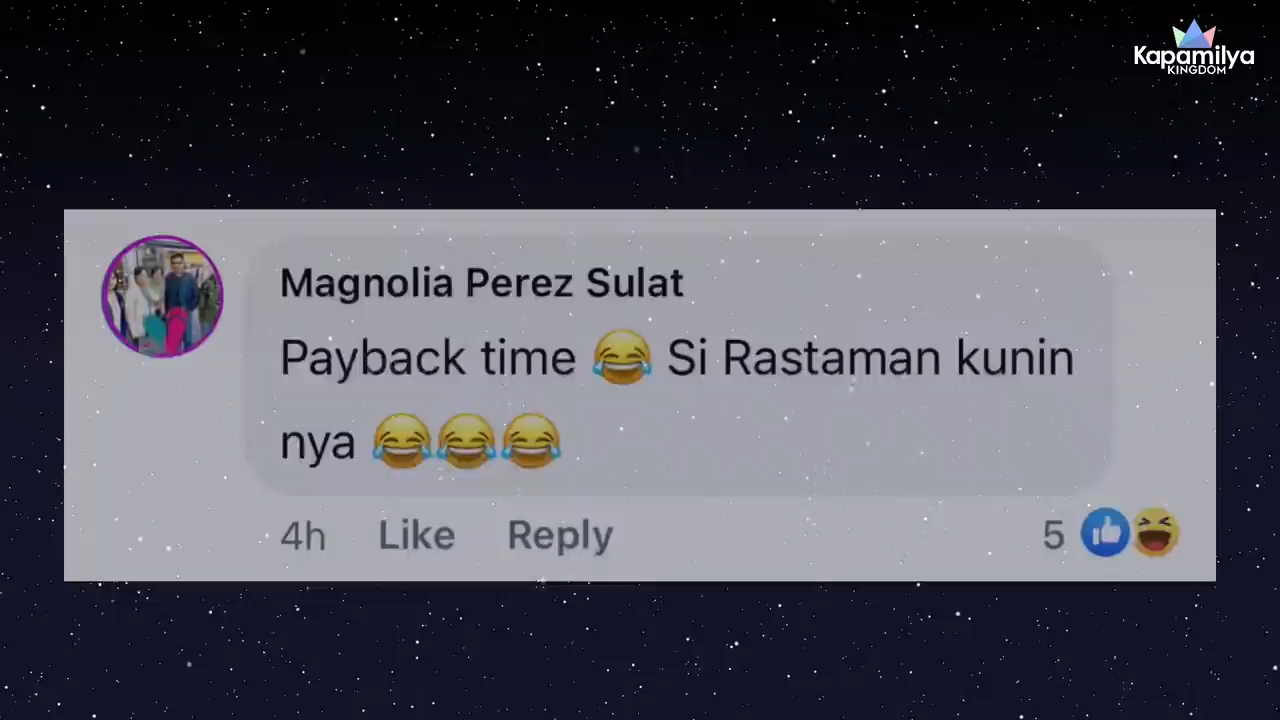 Kapamilya
KINGDOM
Magnolia Perez Sulat
Payback time 😂 Si Rastaman kunin
nya 😂😂😂
4h Like Reply 5